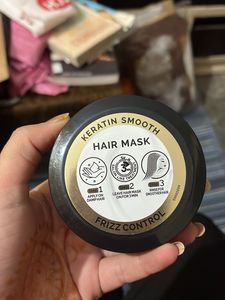 KERATIN SMOOTH
HAIR MASK
3
1
APPLY ON
DAMP HAIR
2
LEAVE HAIR MASK
ON FOR 3 MIN
3
RINSE FOR
SMOOTHER HAIR
FRIZZ CONTROL